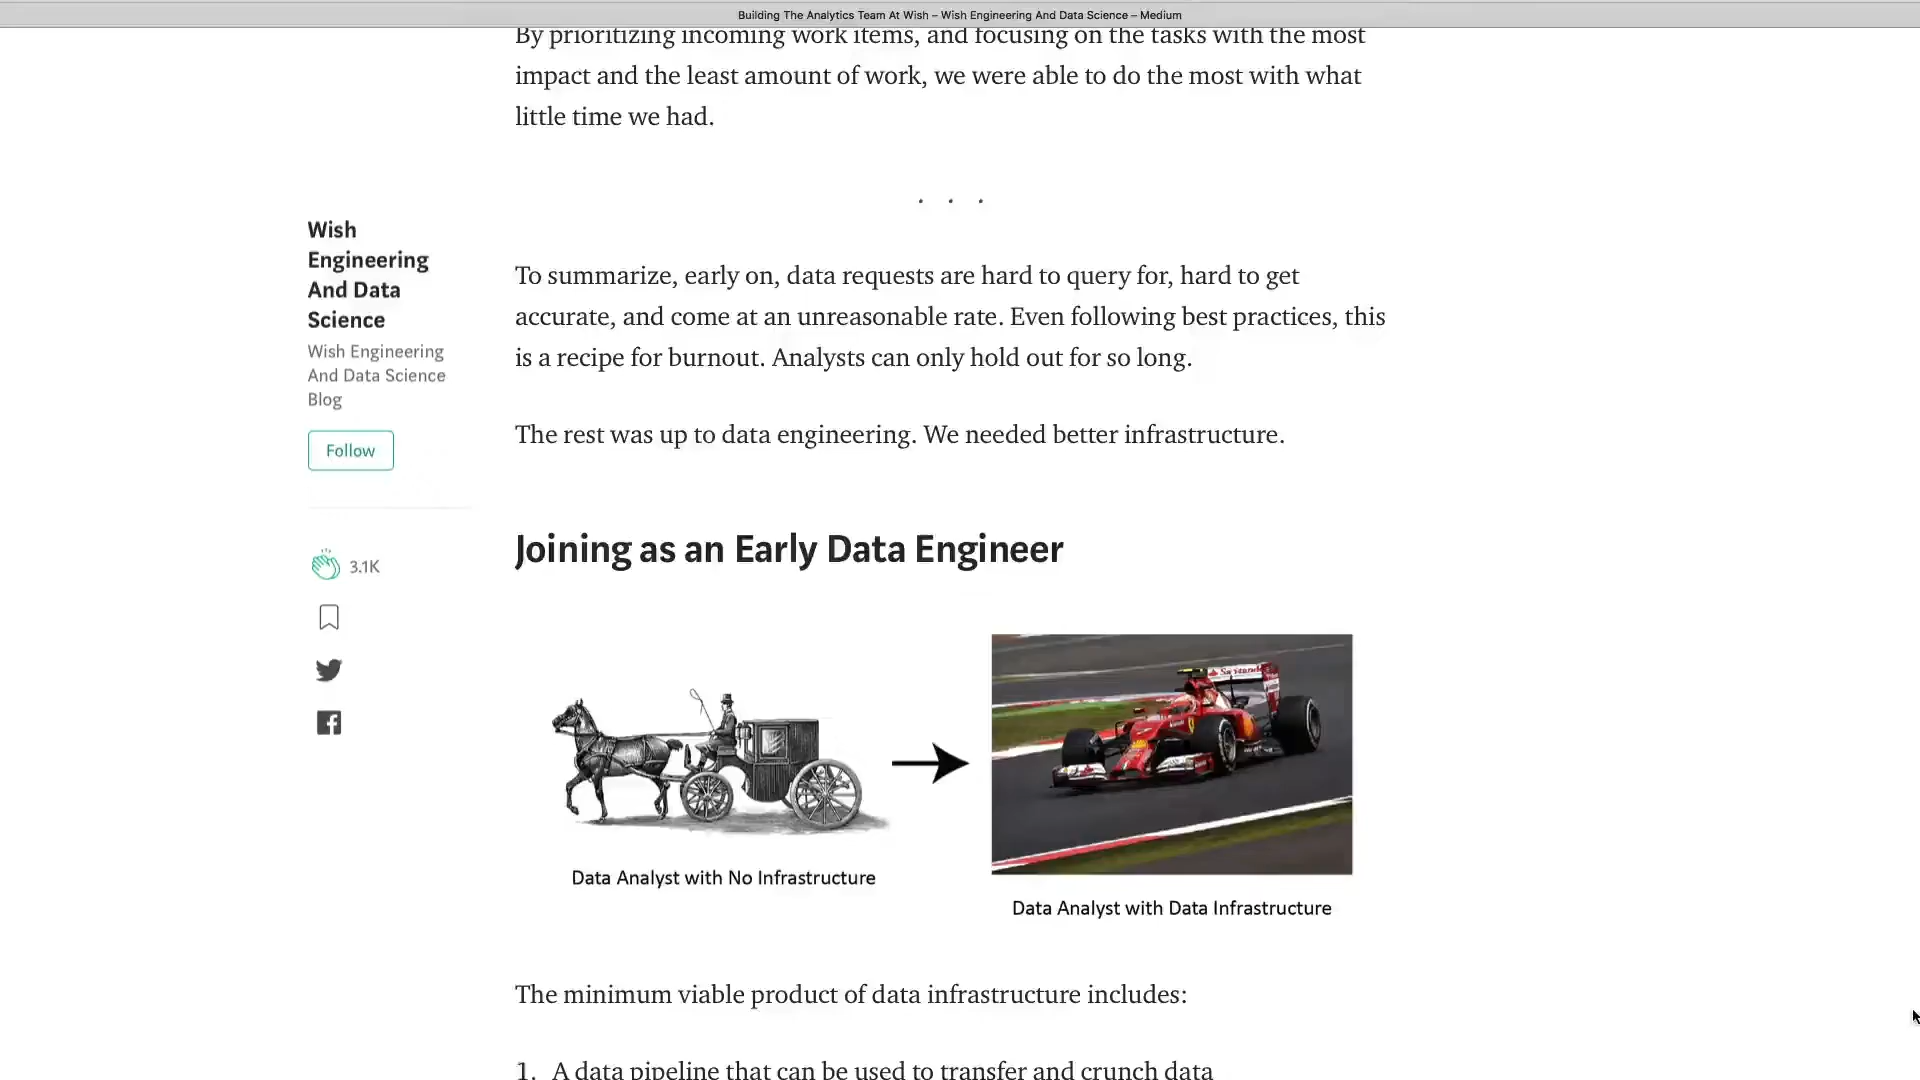 Building The Analytics Team At Wish – Wish Engineering And Data Science – Medium
By prioritizing incoming work items, and focusing on the tasks with the most
impact and the least amount of work, we were able to do the most with what
little time we had.
. . .
Wish
Engineering
And Data
Science
Wish Engineering
And Data Science
Blog
Follow
3.1K
To summarize, early on, data requests are hard to query for, hard to get
accurate, and come at an unreasonable rate. Even following best practices, this
is a recipe for burnout. Analysts can only hold out for so long.
The rest was up to data engineering. We needed better infrastructure.
Joining as an Early Data Engineer
Santander
Data Analyst with No Infrastructure
Data Analyst with Data Infrastructure
The minimum viable product of data infrastructure includes:
1. A data pipeline that can be used to transfer and crunch data